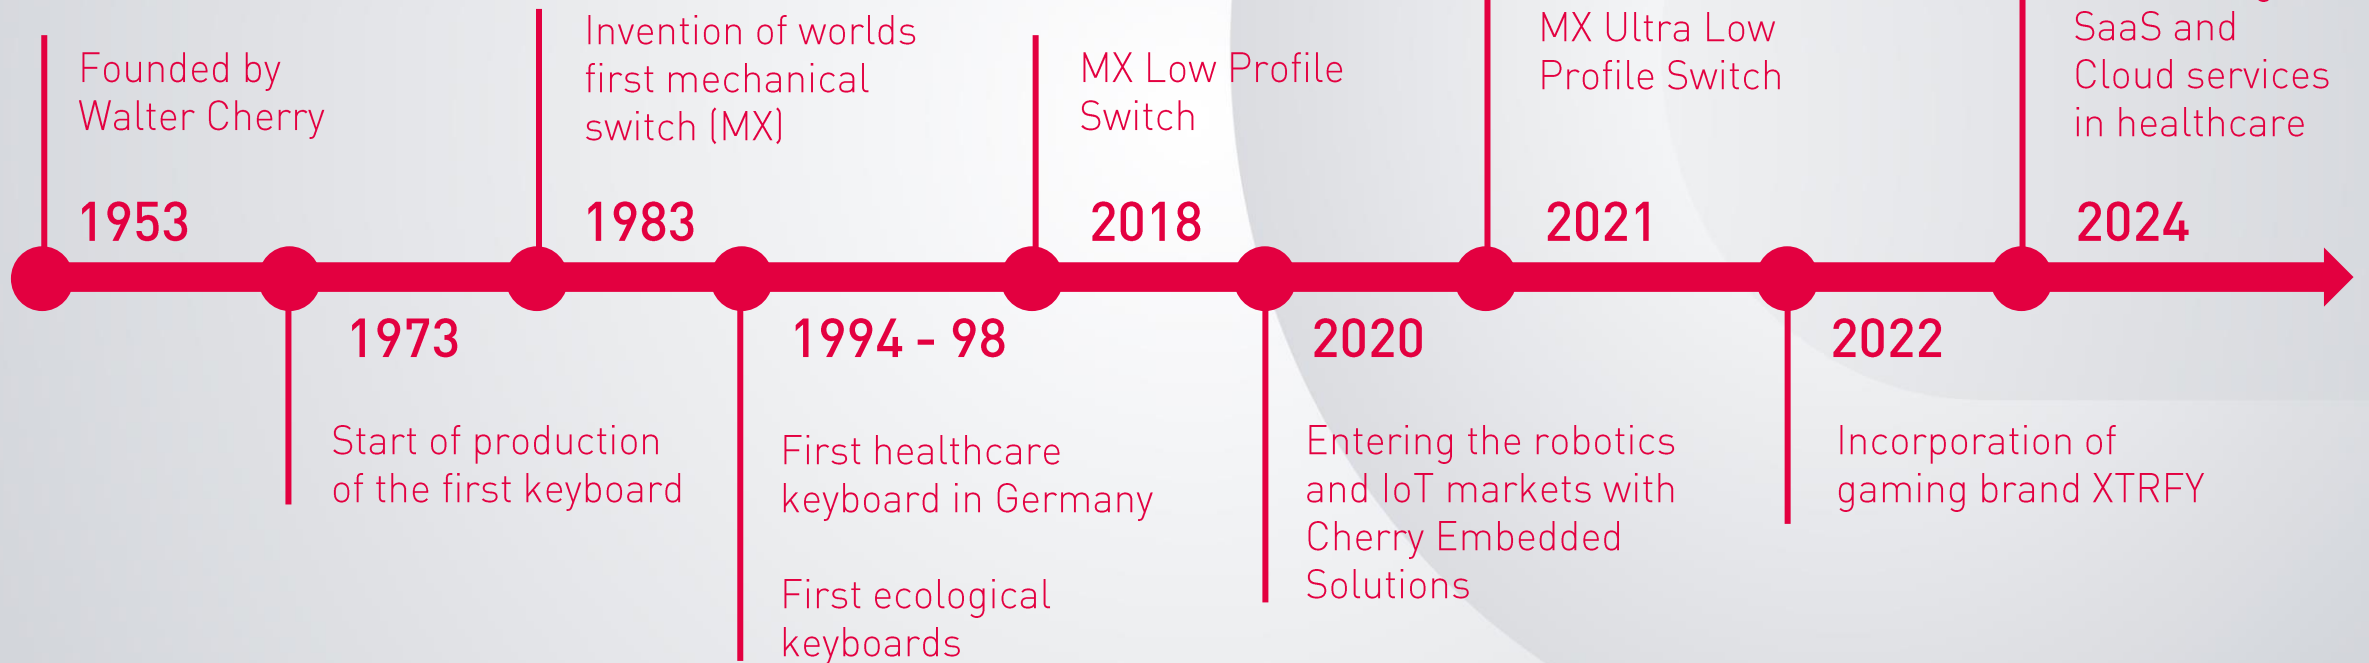 Founded by
Walter Cherry
1953
1973
Start of production
of the first keyboard
Invention of worlds
first mechanical
switch (MX)
1983
1994 - 98
First healthcare
keyboard in Germany
First ecological
keyboards
MX Low Profile
Switch
2018
2020
Entering the robotics
and IoT markets with
Cherry Embedded
Solutions
MX Ultra Low
Profile Switch
2021
2022
Incorporation of
gaming brand XTRFY
SaaS and
Cloud services
in healthcare
2024